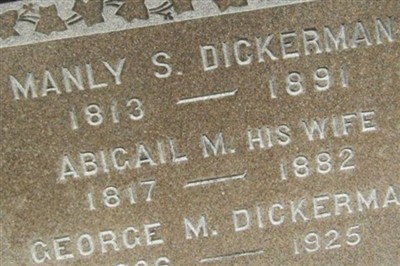 MANLY S. DICKERMAN
1813 — 1891
ABIGAIL M. HIS WIFE
1817 — 1882
GEORGE M. DICKERMA
— 1925